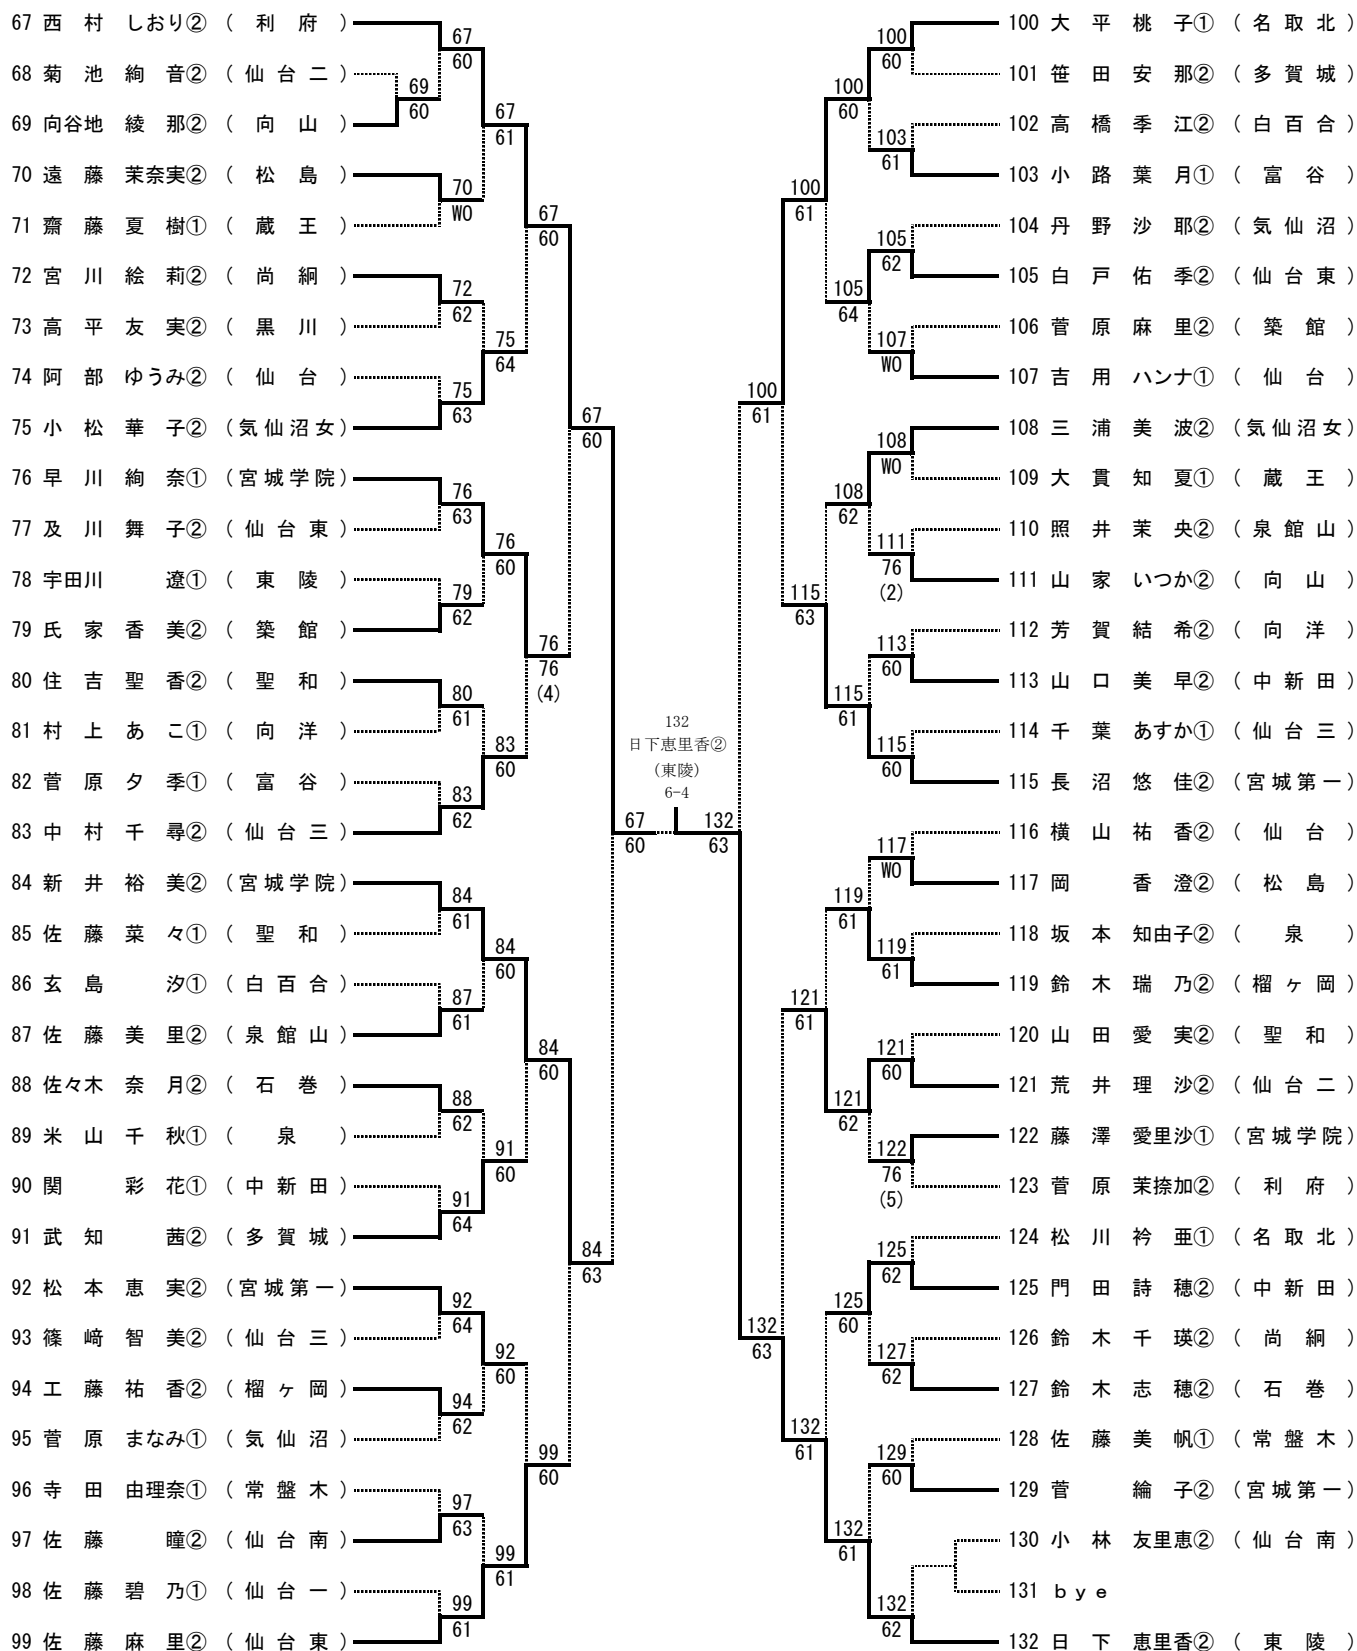 67 西村 しおり② (利府)
68 菊池 絢音② (仙台二)
69 向谷地 綾那② (向山)
70 遠藤 茉奈実② (松島)
71 齋藤 夏樹① (蔵王)
72 宮川 絵莉② (尚絅)
73 高平 友実② (黒川)
74 阿部 ゆうみ② (仙台)
75 小松 華子② (気仙沼女)
76 早川 絢奈① (宮城学院)
77 及川 舞子② (仙台東)
78 宇田川 遼① (東陵)
79 氏家 香美② (築館)
80 住吉 聖香② (聖和)
81 村上 あこ① (向洋)
82 菅原 夕季① (富谷)
83 中村 千尋② (仙台三)
84 新井 裕美② (宮城学院)
85 佐藤 菜々① (聖和)
86 玄島 汐① (白百合)
87 佐藤 美里② (泉館山)
88 佐々木 奈月② (石巻)
89 米山 千秋① (泉)
90 関 彩花① (中新田)
91 武知 茜② (多賀城)
92 松本 恵実② (宮城第一)
93 篠﨑 智美② (仙台三)
94 工藤 祐香② (榴ヶ岡)
95 菅原 まなみ① (気仙沼)
96 寺田 由理奈① (常盤木)
97 佐藤 瞳② (仙台南)
98 佐藤 碧乃① (仙台一)
99 佐藤 麻里② (仙台東)
67
60
69
60
70
WO
72
62
75
63
76
63
79
62
80
61
83
62
84
61
87
61
88
62
91
64
92
64
94
62
97
63
99
61
67
61
75
64
76
60
83
60
84
60
91
60
92
60
99
61
67
60
76
76
(4)
84
60
99
60
67
60
84
63
67
60
132
日下恵里香②
(東陵)
6-4
132
63
100
61
132
63
100
61
115
63
121
61
132
61
100
60
105
64
108
62
115
61
119
61
121
62
125
60
132
61
100
60
103
61
105
62
107
WO
108
WO
111
76
(2)
113
60
115
60
117
WO
119
61
121
60
122
76
(5)
125
62
127
62
129
60
132
62
100 大平 桃子① (名取北)
101 笹田 安那② (多賀城)
102 高橋 季江② (白百合)
103 小路 葉月① (富谷)
104 丹野 沙耶② (気仙沼)
105 白戸 佑季② (仙台東)
106 菅原 麻里② (築館)
107 吉用 ハンナ① (仙台)
108 三浦 美波② (気仙沼女)
109 大貫 知夏① (蔵王)
110 照井 茉央② (泉館山)
111 山家 いつか② (向山)
112 芳賀 結希② (向洋)
113 山口 美早② (中新田)
114 千葉 あすか① (仙台三)
115 長沼 悠佳② (宮城第一)
116 横山 祐香② (仙台)
117 岡 香澄② (松島)
118 坂本 知由子② (泉)
119 鈴木 瑞乃② (榴ヶ岡)
120 山田 愛実② (聖和)
121 荒井 理沙② (仙台二)
122 藤澤 愛里沙① (宮城学院)
123 菅原 茉捺加② (利府)
124 松川 衿亜① (名取北)
125 門田 詩穂② (中新田)
126 鈴木 千瑛② (尚絅)
127 鈴木 志穂② (石巻)
128 佐藤 美帆① (常盤木)
129 菅 綸子② (宮城第一)
130 小林 友里恵② (仙台南)
131 bye
132 日下 恵里香② (東陵)